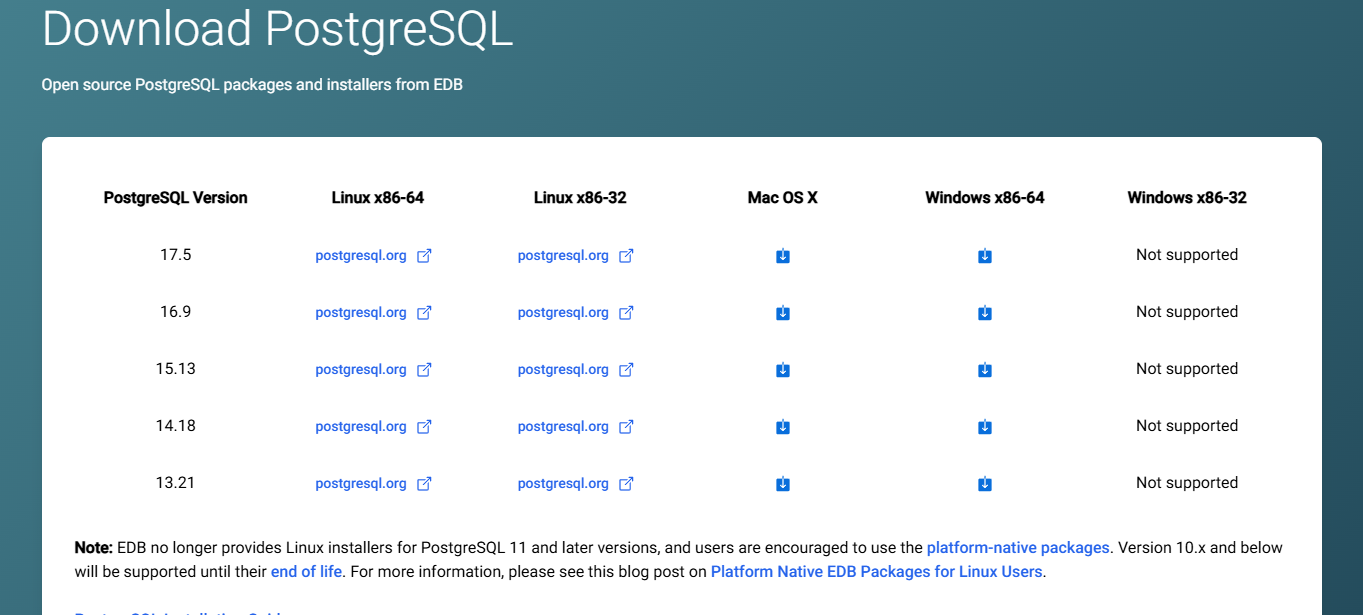 Download PostgreSQL
Open source PostgreSQL packages and installers from EDB
PostgreSQL Version Linux x86-64 Linux x86-32 Mac OS X Windows x86-64 Windows x86-32
17.5 postgresql.org postgresql.org Not supported
16.9 postgresql.org postgresql.org Not supported
15.13 postgresql.org postgresql.org Not supported
14.18 postgresql.org postgresql.org Not supported
13.21 postgresql.org postgresql.org Not supported
Note: EDB no longer provides Linux installers for PostgreSQL 11 and later versions, and users are encouraged to use the platform-native packages. Version 10.x and below
will be supported until their end of life. For more information, please see this blog post on Platform Native EDB Packages for Linux Users.